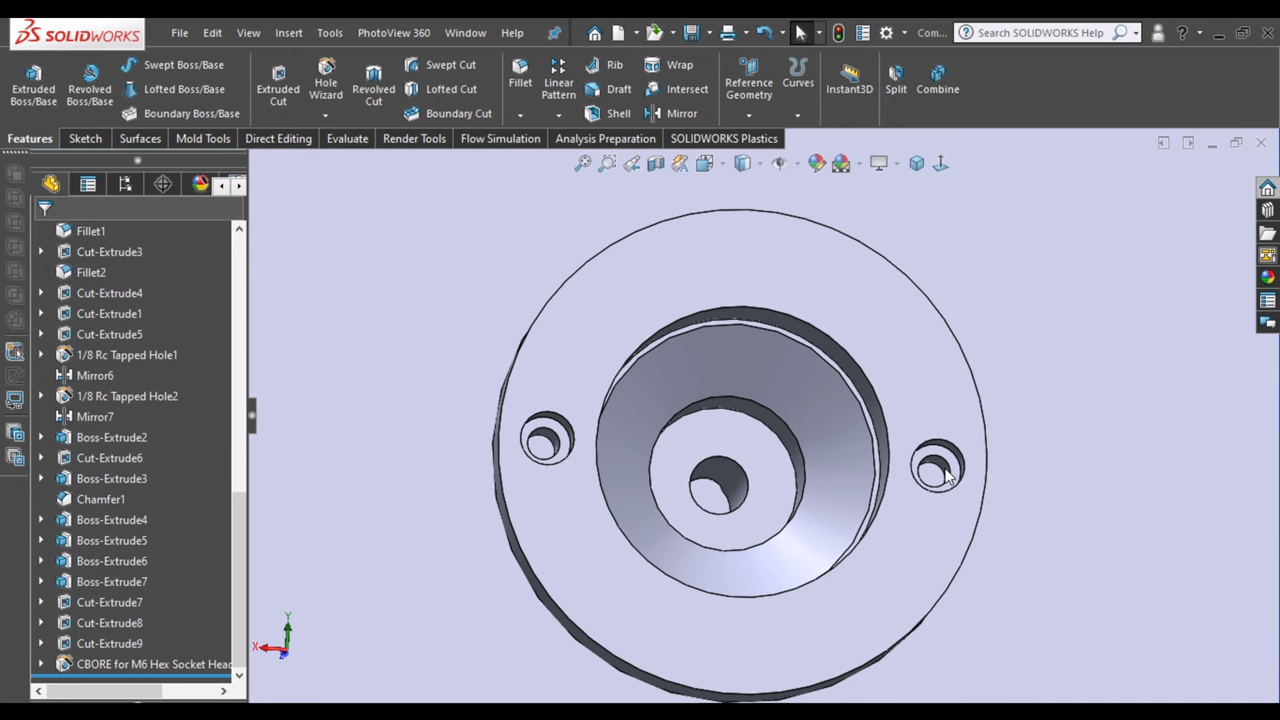 SOLIDWORKS File Edit View Insert Tools PhotoView 360 Window Help Com... Search SOLIDWORKS Help
Extruded Boss/Base
Revolved Boss/Base
Swept Boss/Base
Lofted Boss/Base
Boundary Boss/Base
Extruded Cut
Hole Wizard
Revolved Cut
Swept Cut
Lofted Cut
Boundary Cut
Fillet
Linear Pattern
Rib
Draft
Shell
Wrap
Intersect
Mirror
Reference Geometry
Curves
Instant3D
Split
Combine
Features Sketch Surfaces Mold Tools Direct Editing Evaluate Render Tools Flow Simulation Analysis Preparation SOLIDWORKS Plastics
Fillet1
Cut-Extrude3
Fillet2
Cut-Extrude4
Cut-Extrude1
Cut-Extrude5
1/8 Rc Tapped Hole1
Mirror6
1/8 Rc Tapped Hole2
Mirror7
Boss-Extrude2
Cut-Extrude6
Boss-Extrude3
Chamfer1
Boss-Extrude4
Boss-Extrude5
Boss-Extrude6
Boss-Extrude7
Cut-Extrude7
Cut-Extrude8
Cut-Extrude9
CBORE for M6 Hex Socket Head
Y
X
Z